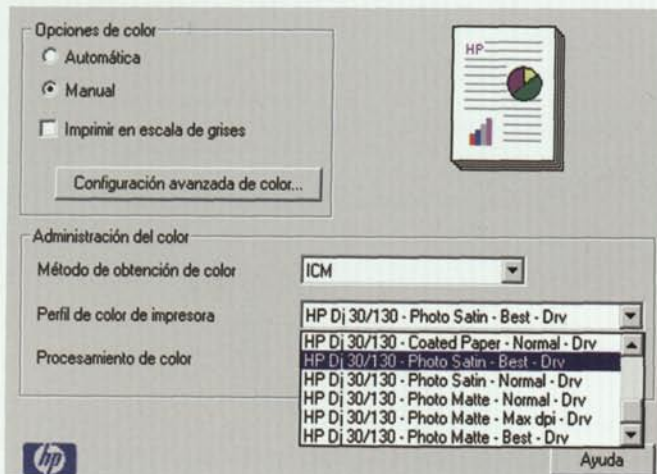 Opciones de color
Automática
Manual
Imprimir en escala de grises
Configuración avanzada de color...
HP
Administración del color
Método de obtención de color
ICM
Perfil de color de impresora
HP Dj 30/130 - Photo Satin - Best - Drv
Procesamiento de color
HP Dj 30/130 - Coated Paper - Normal - Drv
HP Dj 30/130 - Photo Satin - Best - Drv
HP Dj 30/130 - Photo Satin - Normal - Drv
HP Dj 30/130 - Photo Matte - Normal - Drv
HP Dj 30/130 - Photo Matte - Max dpi - Drv
HP Dj 30/130 - Photo Matte - Best - Drv
hp
Ayuda